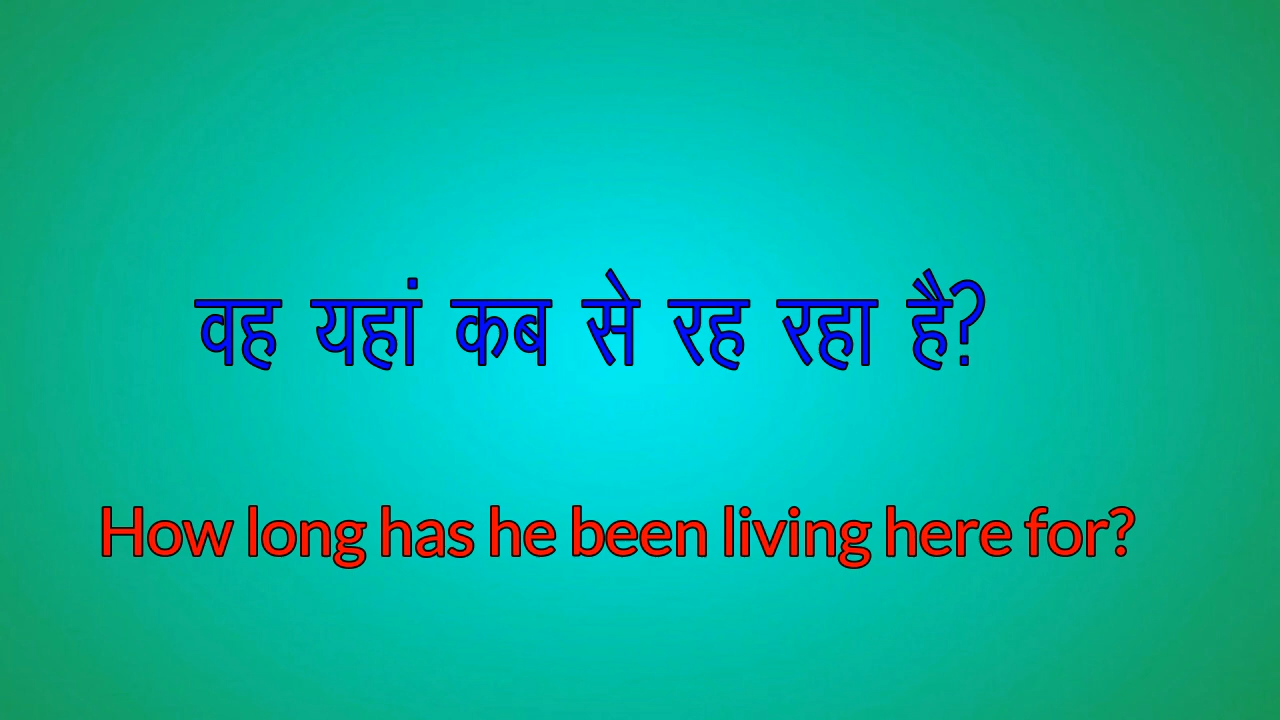 वह यहां कब से रह रहा है?
How long has he been living here for?